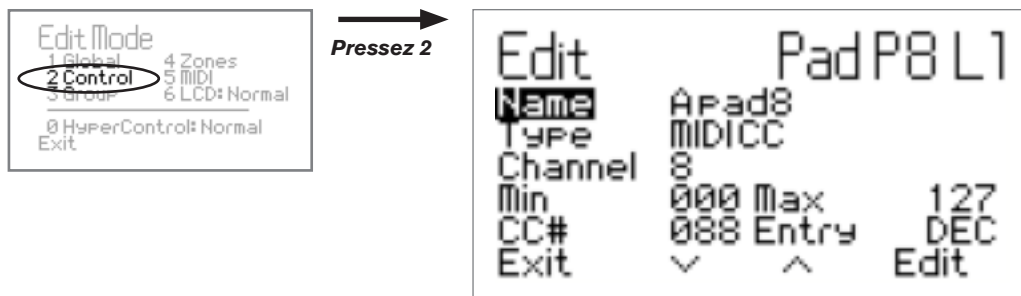 Edit Mode
1 Global 4 Zones
2 Control 5 MIDI
3 Group 6 LCD: Normal
0 HyperControl: Normal
Exit
Pressez 2
Edit Pad P8 L1
Name Apad8
Type MIDICC
Channel 8
Min 000 Max 127
CC# 088 Entry DEC
Exit Edit